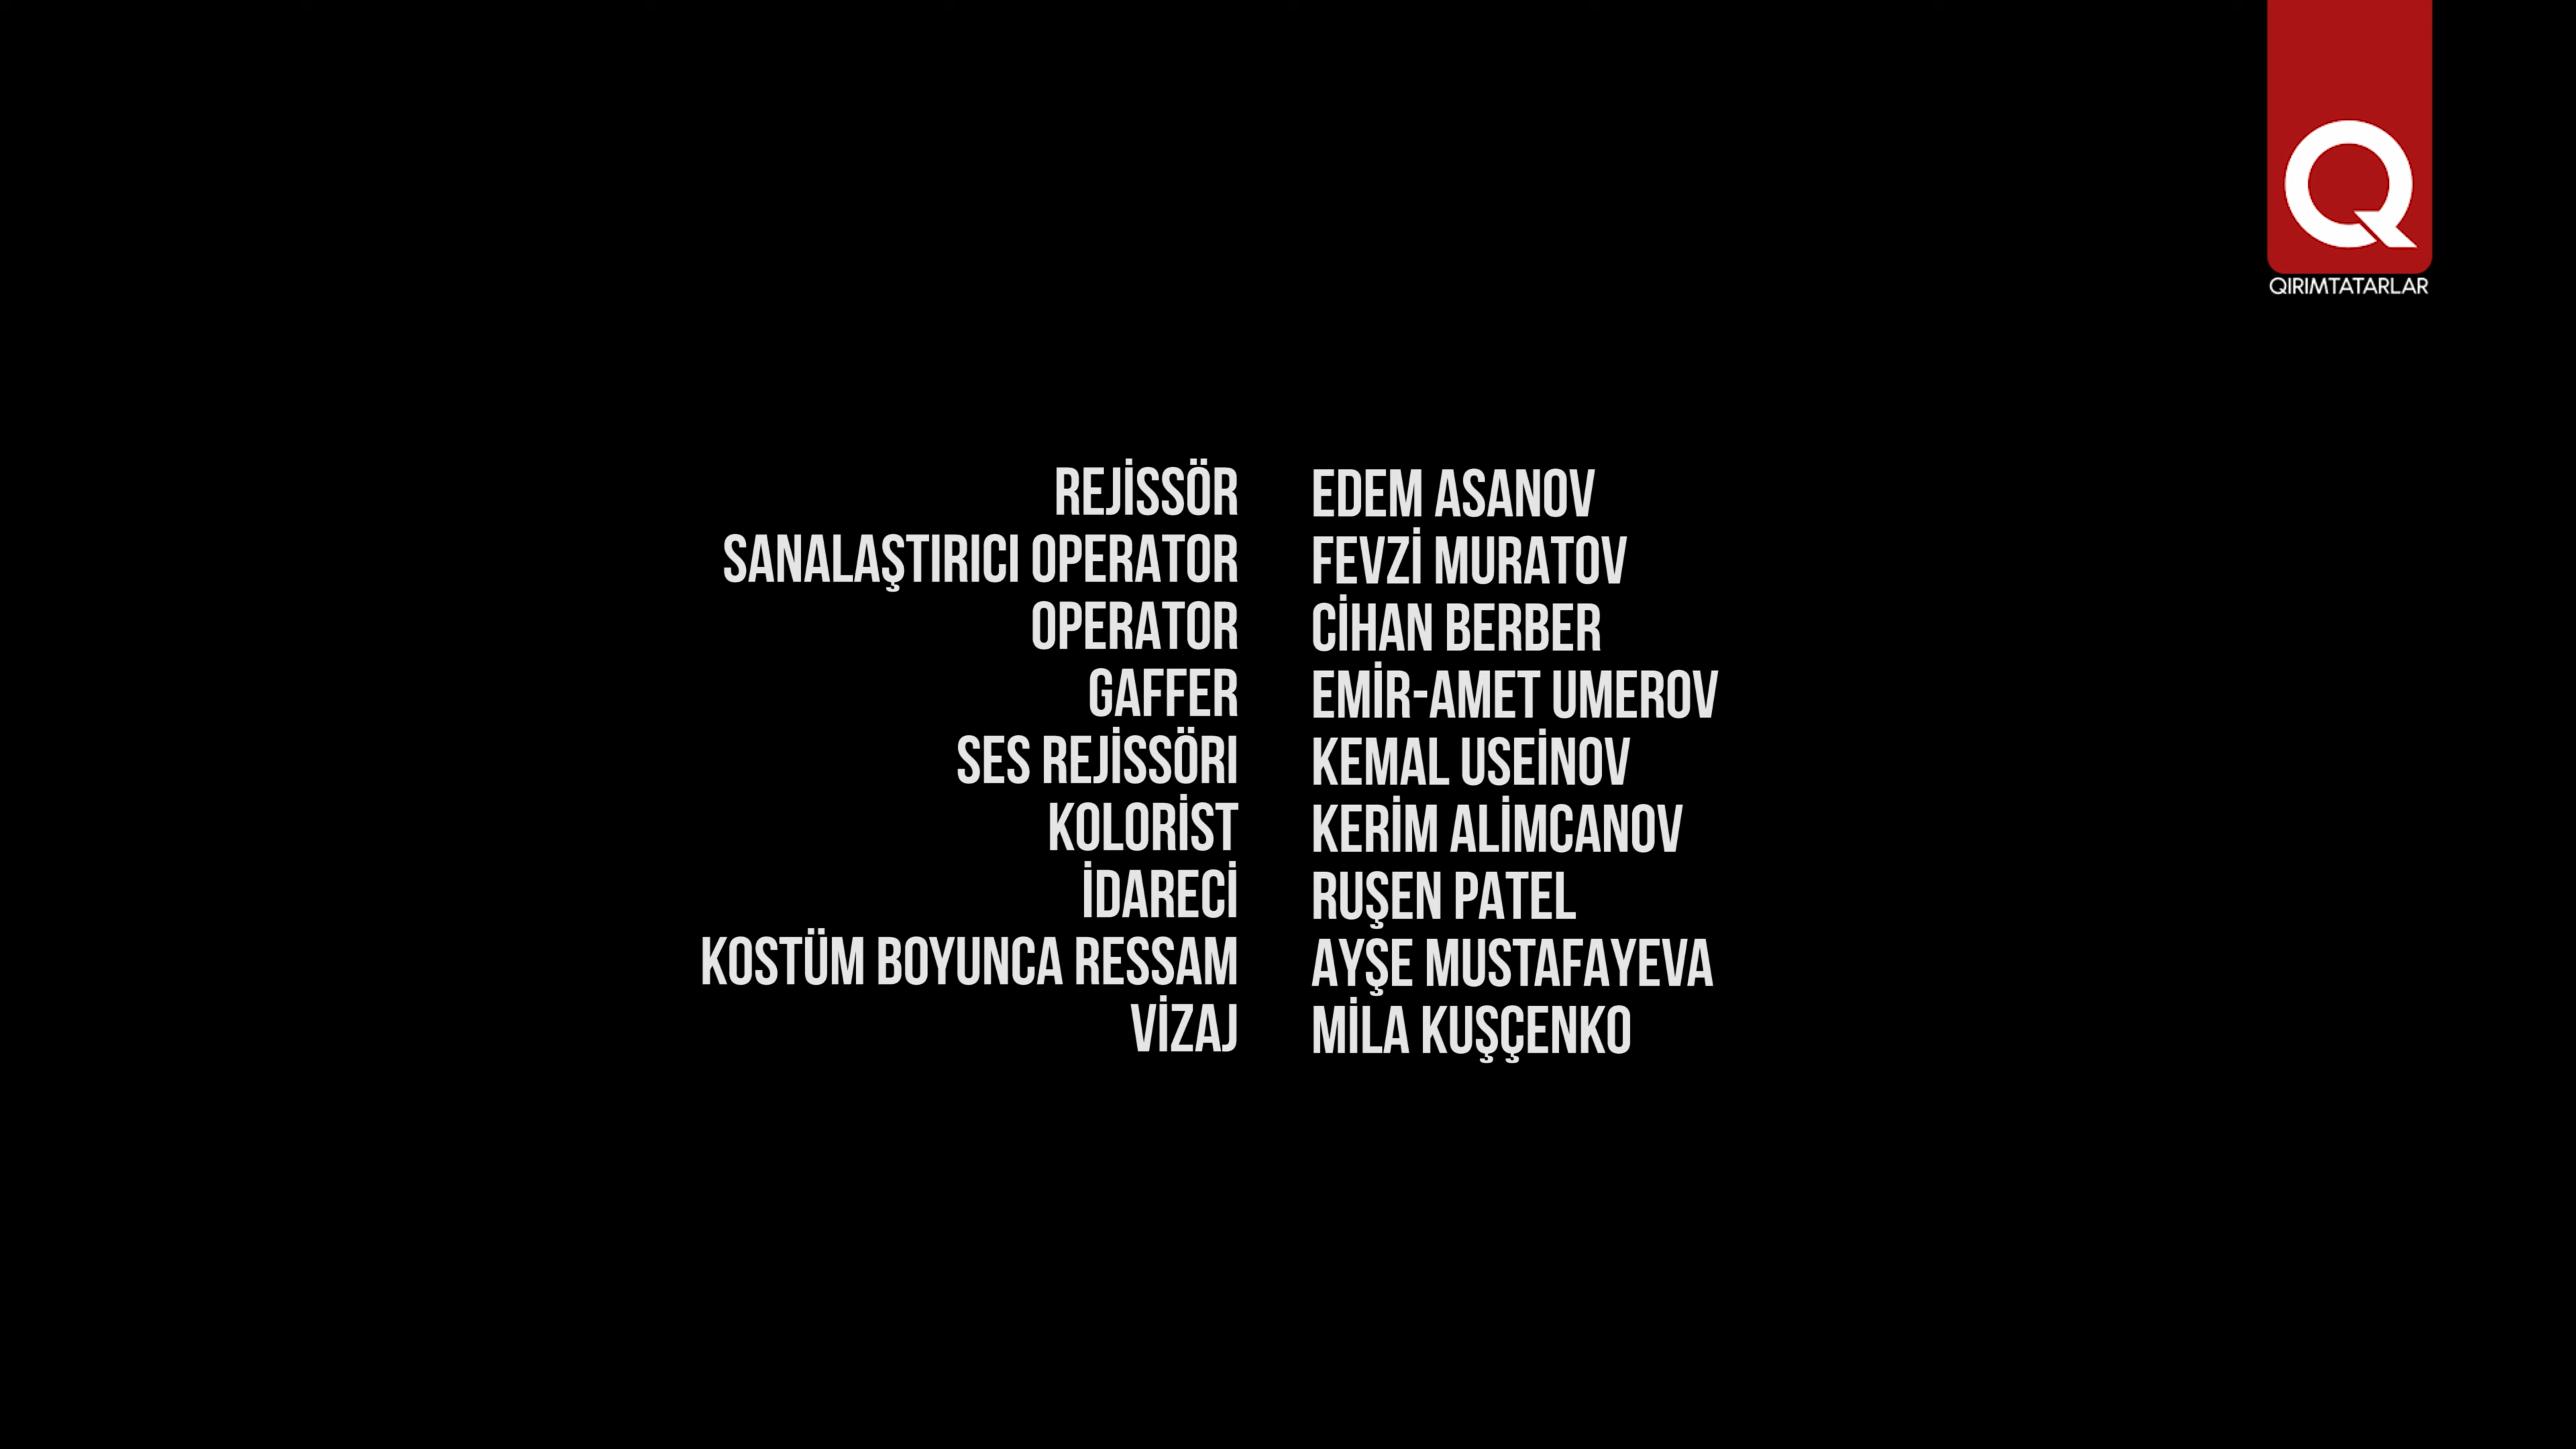 Q
QIRIMTATARLAR
REJİSSÖR EDEM ASANOV
SANALAŞTIRICI OPERATOR FEVZİ MURATOV
OPERATOR CİHAN BERBER
GAFFER EMİR-AMET UMEROV
SES REJİSSÖRI KEMAL USEİNOV
KOLORİST KERİM ALİMCANOV
İDARECİ RUŞEN PATEL
KOSTÜM BOYUNCA RESSAM AYŞE MUSTAFAYEVA
VİZAJ MİLA KUŞÇENKO